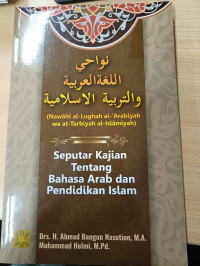 نواحي
اللغة العربية
والتربية الاسلامية
(Nawāhī al-Lughah al-'Arabiyah
wa at-Tarbiyah al-Islāmiyah)
Seputar Kajian
Tentang
Bahasa Arab dan
Pendidikan Islam
Drs. H. Ahmad Bangun Nasution, M.A.
Muhammad Helmi, M.Pd.